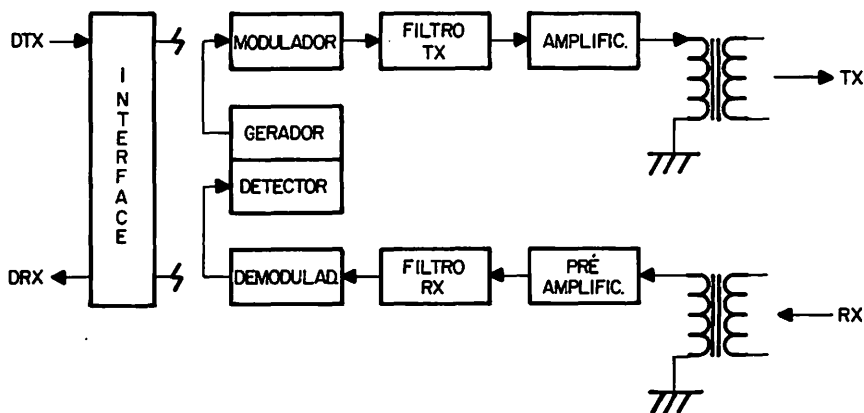 DTX
INTERFACE
MODULADOR
FILTRO
TX
AMPLIFIC.
TX
GERADOR
DETECTOR
DRX
DEMODULAD.
FILTRO
RX
PRÉ
AMPLIFIC.
RX